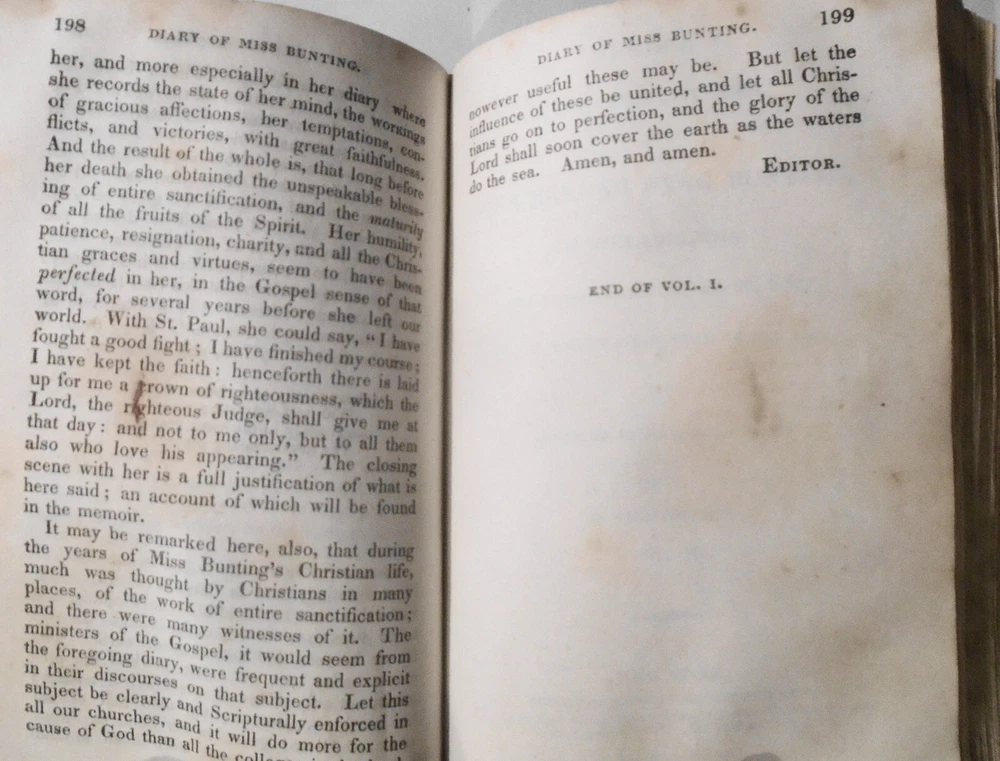 198
DIARY OF MISS BUNTING.
her, and more especially in her diary where
she records the state of her mind, the workings
of gracious affections, her temptations, con-
flicts, and victories, with great faithfulness.
And the result of the whole is, that long before
her death she obtained the unspeakable bless-
ing of entire sanctification, and the maturity
of all the fruits of the Spirit. Her humility,
patience, resignation, charity, and all the Chris-
tian graces and virtues, seem to have been
perfected in her, in the Gospel sense of that
word, for several years before she left our
world. With St. Paul, she could say, "I have
fought a good fight; I have finished my course;
I have kept the faith: henceforth there is laid
up for me a crown of righteousness, which the
Lord, the righteous Judge, shall give me at
that day: and not to me only, but to all them
also who love his appearing." The closing
scene with her is a full justification of what is
here said; an account of which will be found
in the memoir.
It may be remarked here, also, that during
the years of Miss Bunting's Christian life,
much was thought by Christians in many
places, of the work of entire sanctification;
and there were many witnesses of it. The
ministers of the Gospel, it would seem from
the foregoing diary, were frequent and explicit
in their discourses on that subject. Let this
subject be clearly and Scripturally enforced in
all our churches, and it will do more for the
cause of God than all the
199
DIARY OF MISS BUNTING.
however useful these may be. But let the
influence of these be united, and let all Chris-
tians go on to perfection, and the glory of the
Lord shall soon cover the earth as the waters
do the sea. Amen, and amen.
EDITOR.
END OF VOL. I.